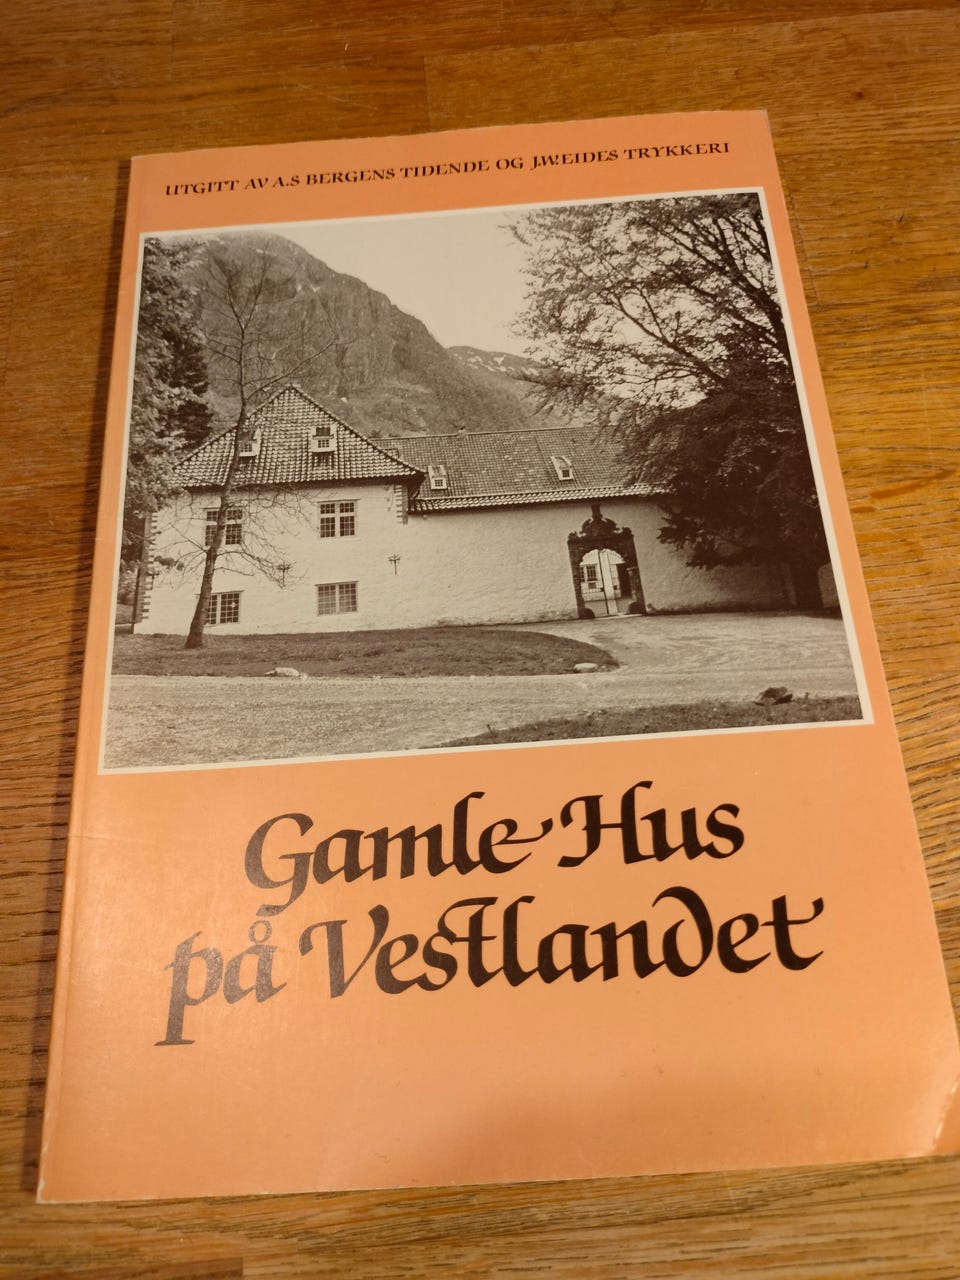 UTGITT AV A.S BERGENS TIDENDE OG J.W.EIDES TRYKKERI
Gamle Hus
på Vestlandet